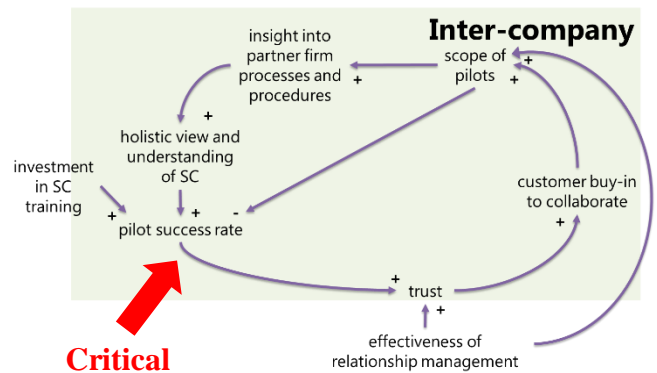 Inter-company
insight into
partner firm
processes and
procedures
+
scope of
pilots
+
+
+
holistic view and
understanding
of SC
investment
in SC
training
+
+
-
pilot success rate
customer buy-in
to collaborate
+
+
trust
+
effectiveness of
relationship management
Critical